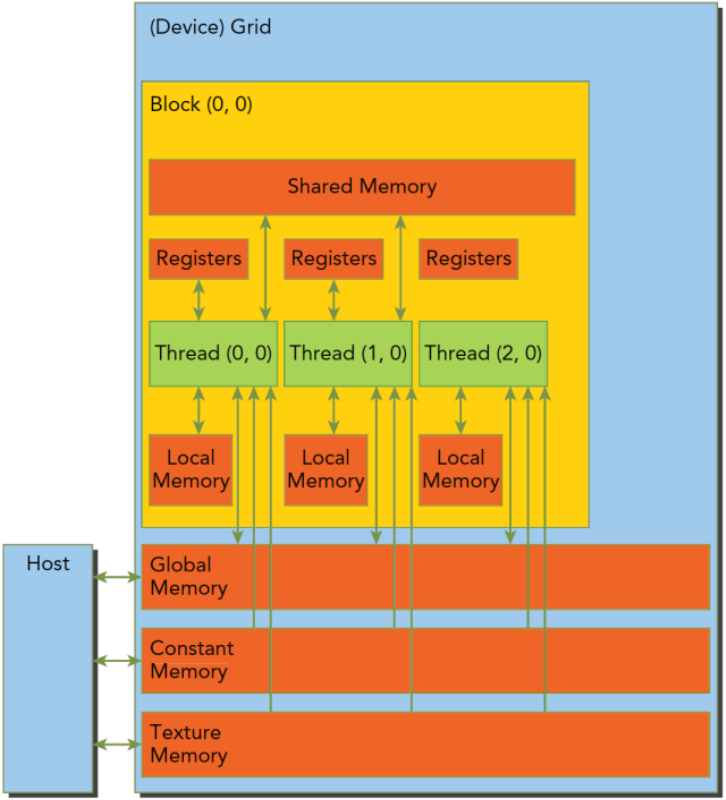 (Device) Grid
Block (0, 0)
Shared Memory
Registers
Registers
Registers
Thread (0, 0)
Thread (1, 0)
Thread (2, 0)
Local
Memory
Local
Memory
Local
Memory
Host
Global
Memory
Constant
Memory
Texture
Memory